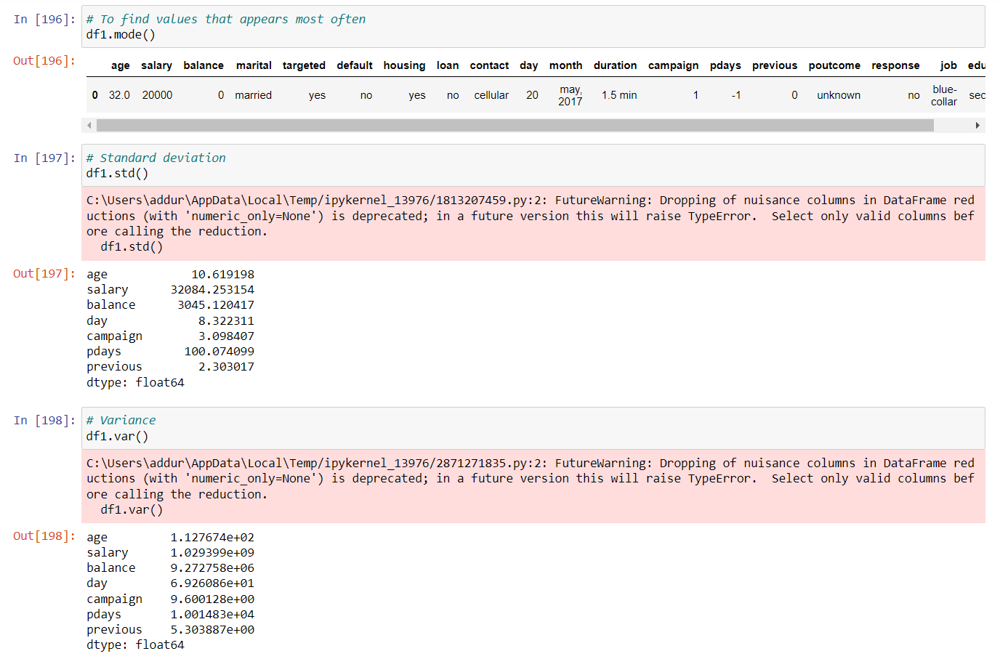 In [196]: # To find values that appears most often
df1.mode()
Out[196]:
age salary balance marital targeted default housing loan contact day month duration campaign pdays previous poutcome response job edu
0 32.0 20000 0 married yes no yes no cellular 20 may, 2017 1.5 min 1 -1 0 unknown no blue-collar sec
In [197]: # Standard deviation
df1.std()
C:\Users\addur\AppData\Local\Temp/ipykernel_13976/1813207459.py:2: FutureWarning: Dropping of nuisance columns in DataFrame red
uctions (with 'numeric_only=None') is deprecated; in a future version this will raise TypeError.  Select only valid columns bef
ore calling the reduction.
  df1.std()
Out[197]: age 10.619198
salary 32084.253154
balance 3045.120417
day 8.322311
campaign 3.098407
pdays 100.074099
previous 2.303017
dtype: float64
In [198]: # Variance
df1.var()
C:\Users\addur\AppData\Local\Temp/ipykernel_13976/2871271835.py:2: FutureWarning: Dropping of nuisance columns in DataFrame red
uctions (with 'numeric_only=None') is deprecated; in a future version this will raise TypeError.  Select only valid columns bef
ore calling the reduction.
  df1.var()
Out[198]: age 1.127674e+02
salary 1.029399e+09
balance 9.272758e+06
day 6.926086e+01
campaign 9.600128e+00
pdays 1.001483e+04
previous 5.303887e+00
dtype: float64